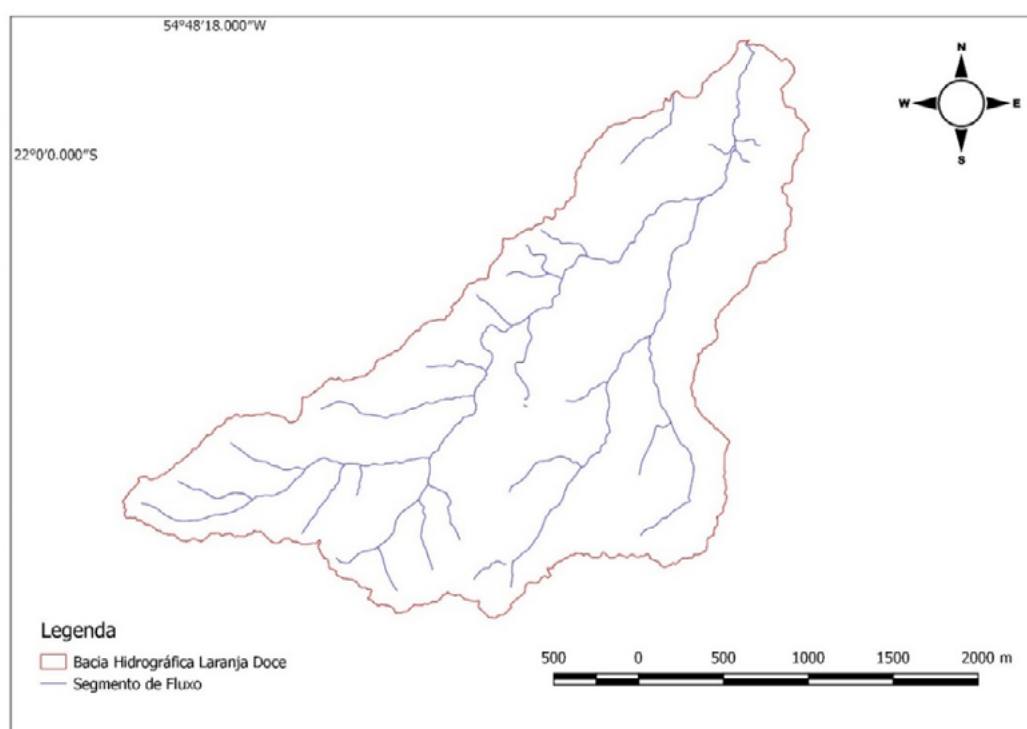 54°48'18.000"W
22°0'0.000"S
N
W E
S
Legenda
Bacia Hidrográfica Laranja Doce
Segmento de Fluxo
500 0 500 1000 1500 2000 m